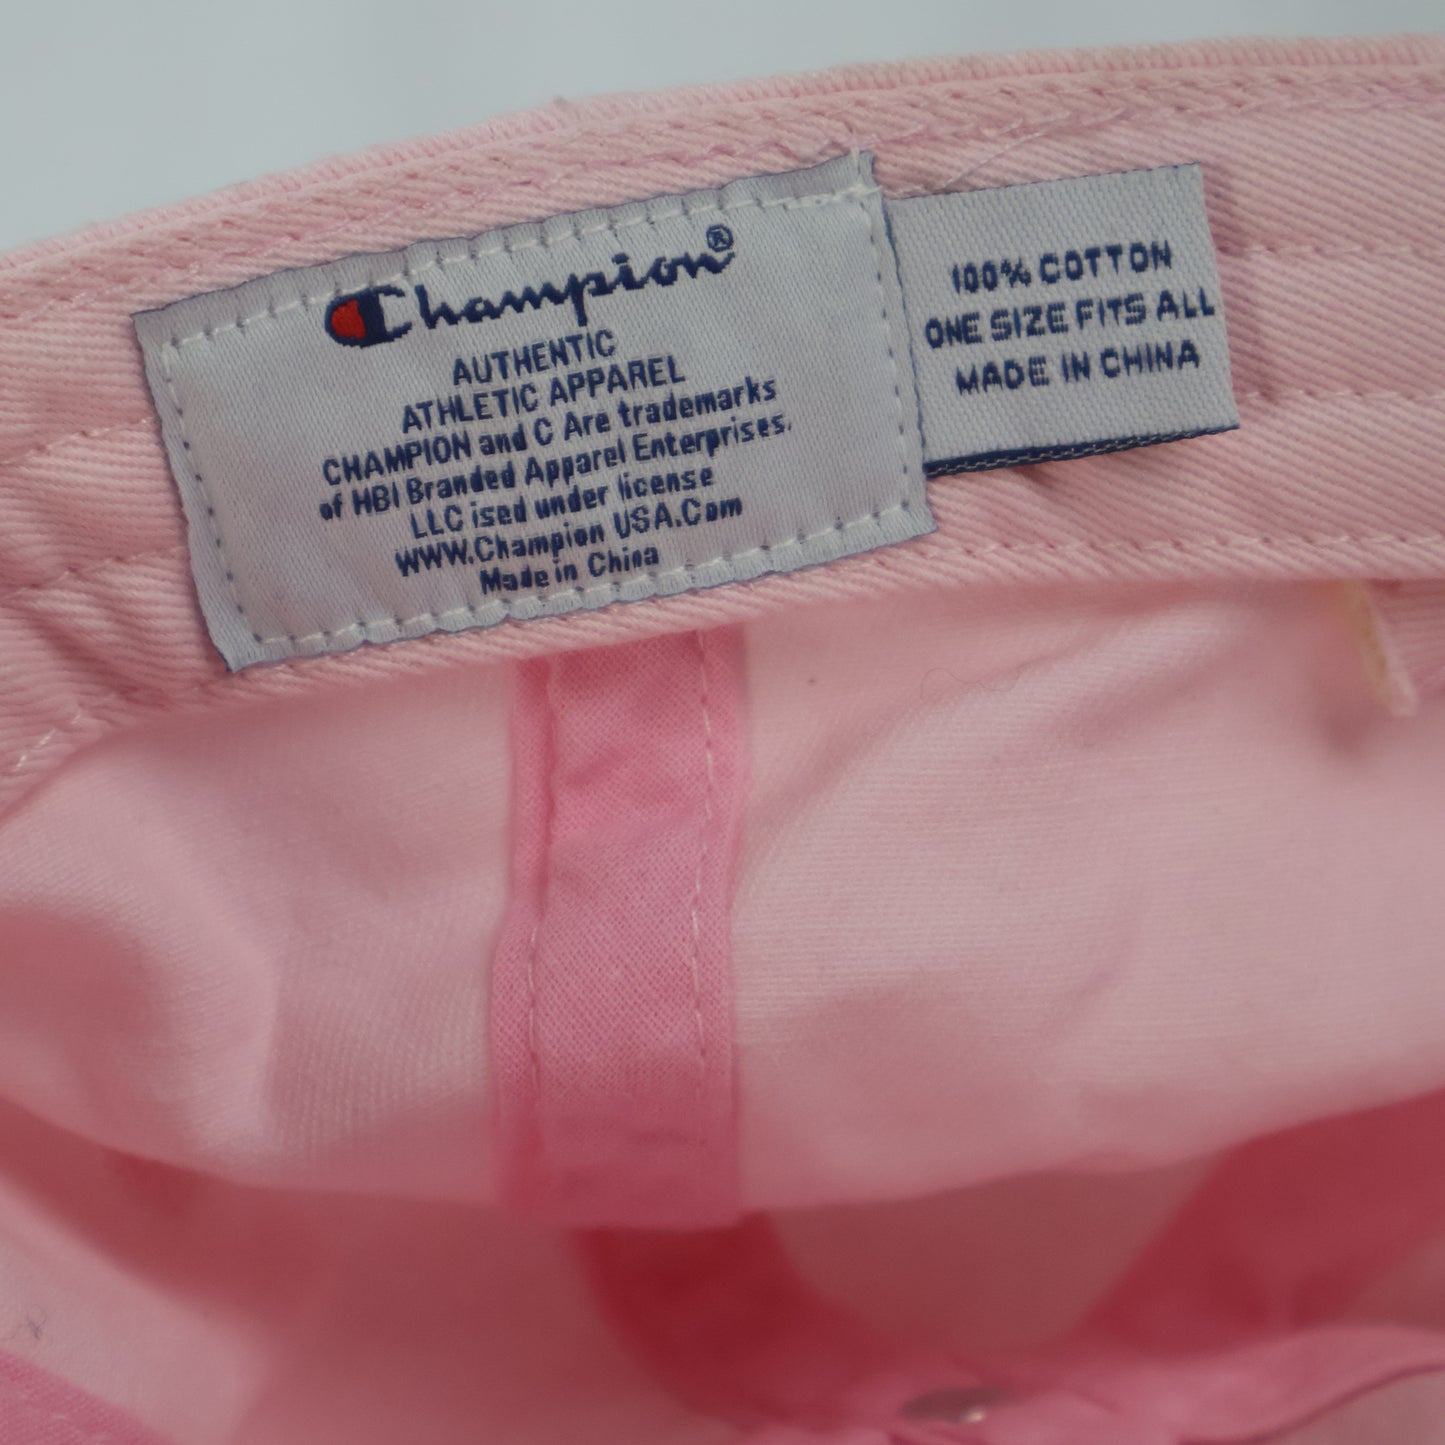 Champion®
AUTHENTIC
ATHLETIC APPAREL
CHAMPION and C Are trademarks
of HBI Branded Apparel Enterprises.
LLC ised under license
WWW.Champion USA.Com
Made in China
100% COTTON
ONE SIZE FITS ALL
MADE IN CHINA